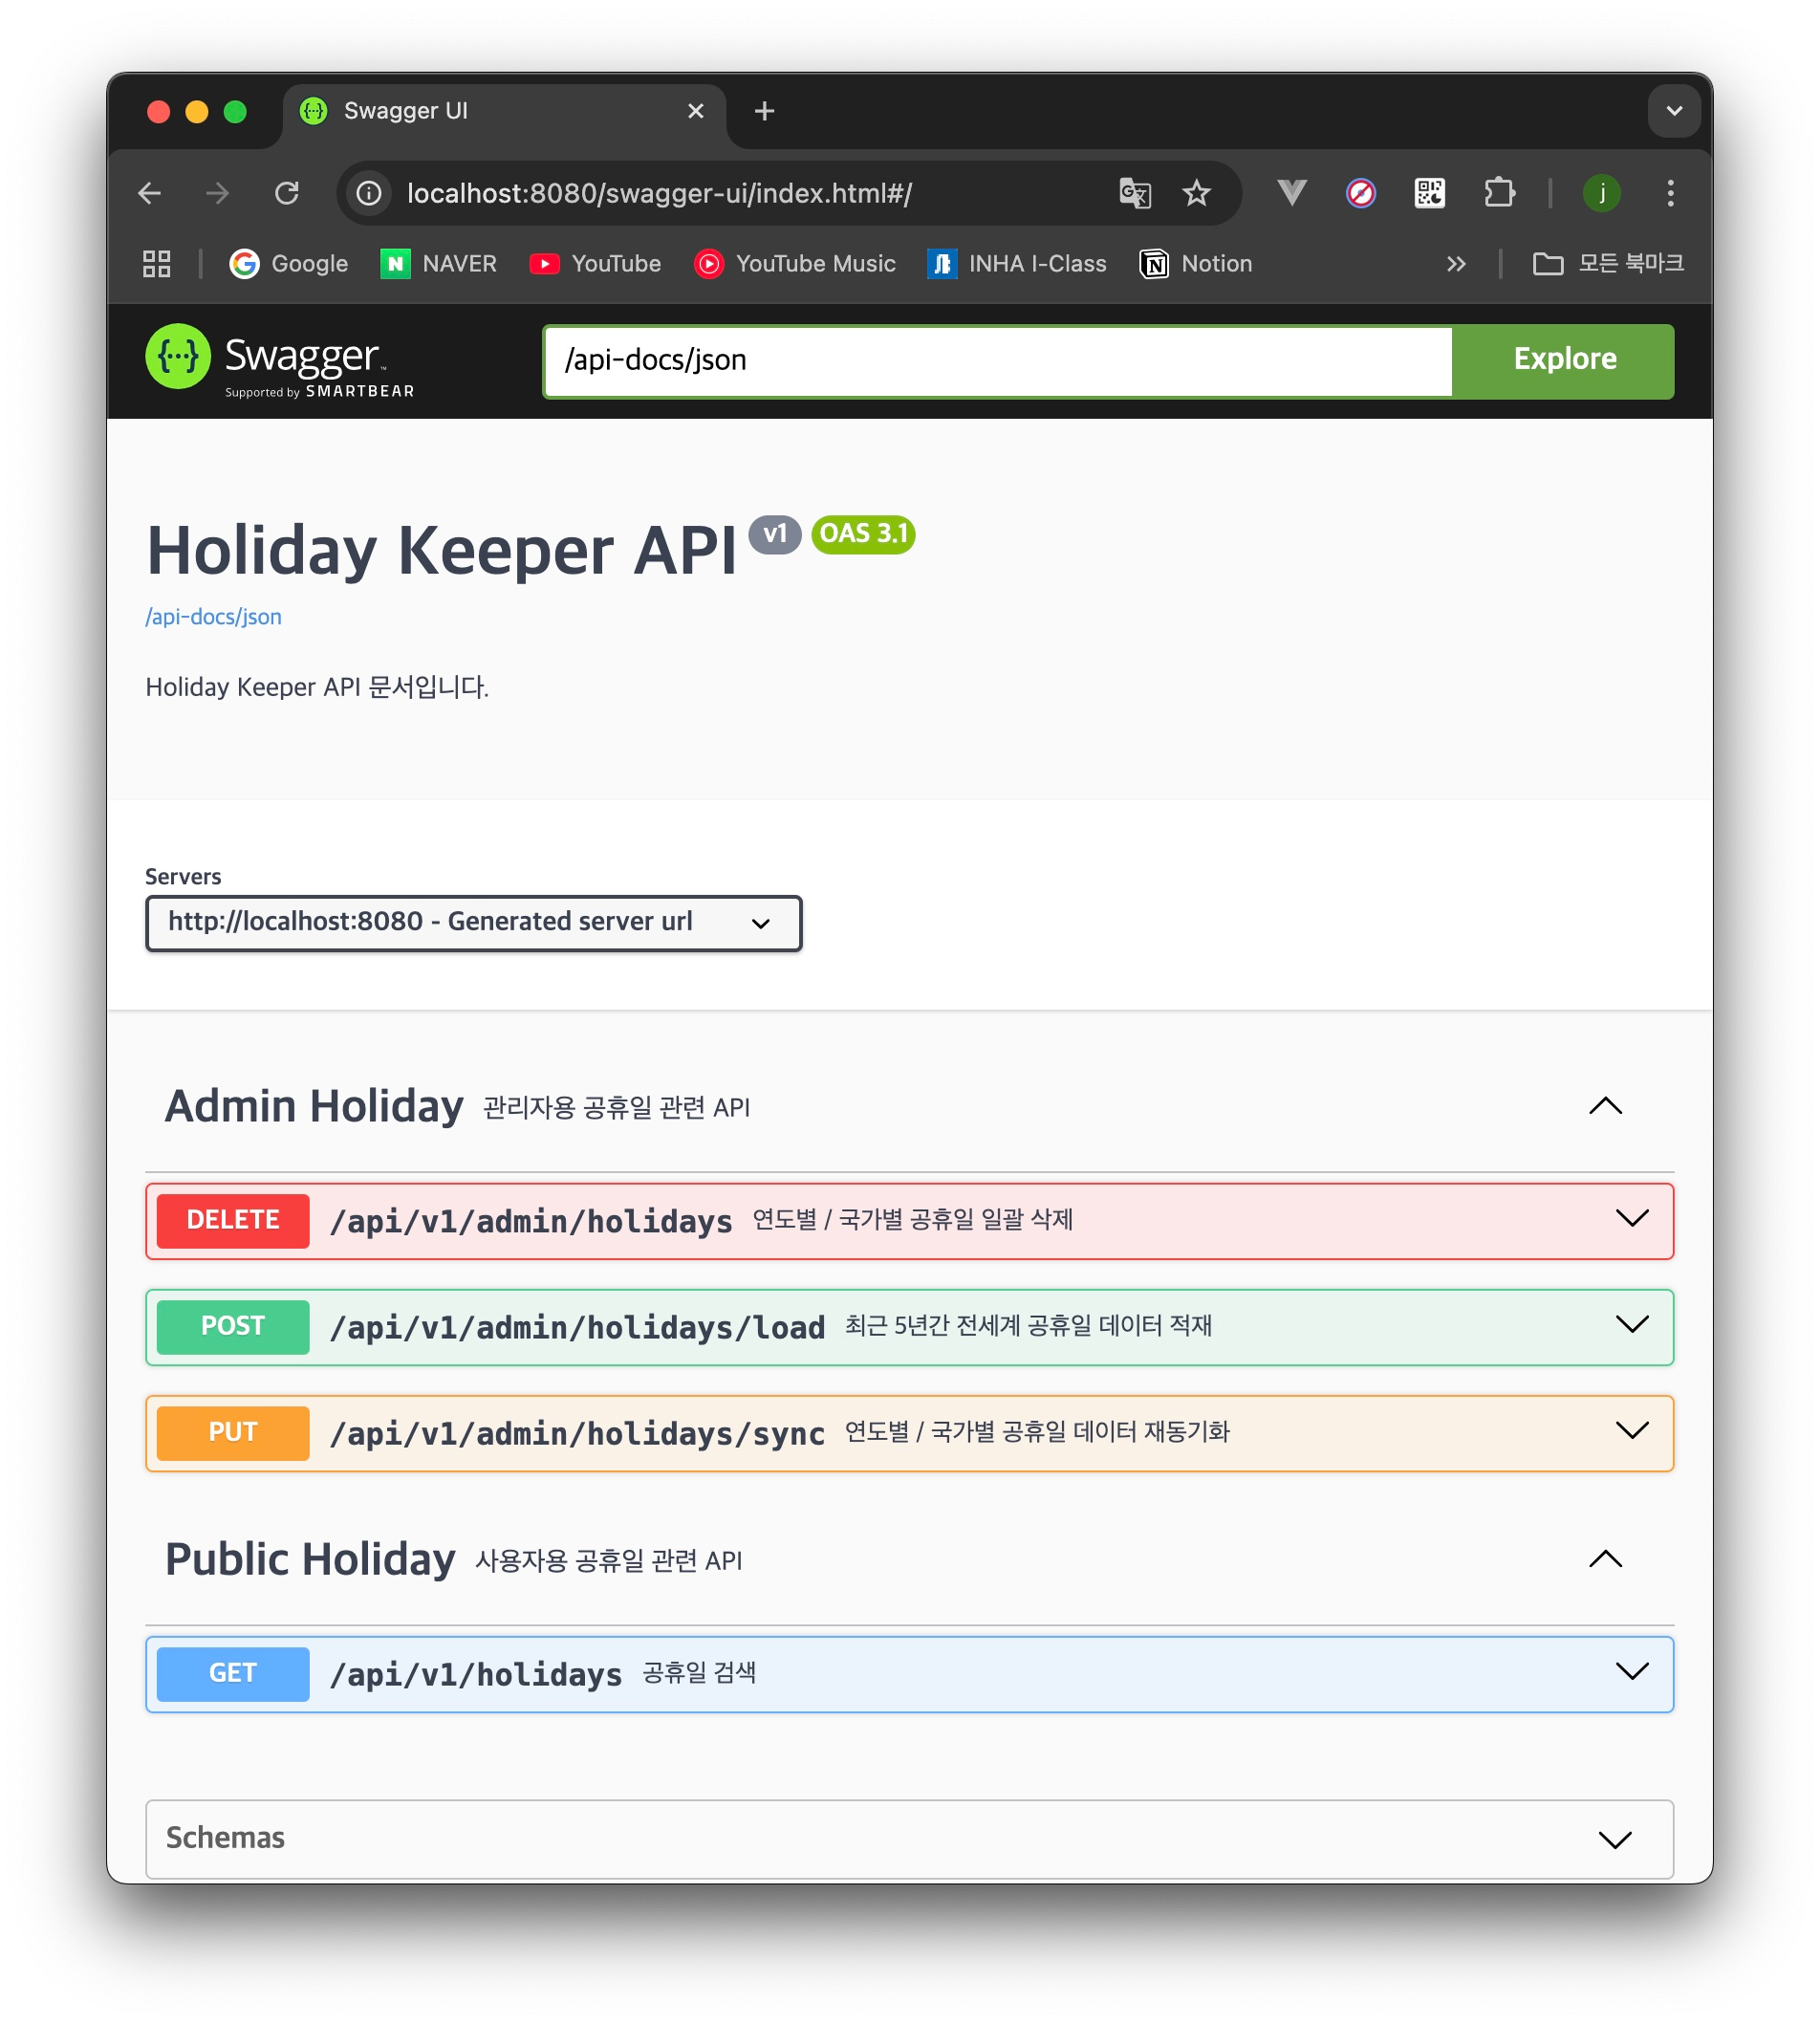 Swagger UI
localhost:8080/swagger-ui/index.html#/
j
Google NAVER YouTube YouTube Music INHA I-Class Notion 모든 북마크
Swagger
Supported by SMARTBEAR
/api-docs/json Explore
Holiday Keeper API v1 OAS 3.1
/api-docs/json
Holiday Keeper API 문서입니다.
Servers
http://localhost:8080 - Generated server url
Admin Holiday 관리자용 공휴일 관련 API
DELETE /api/v1/admin/holidays 연도별 / 국가별 공휴일 일괄 삭제
POST /api/v1/admin/holidays/load 최근 5년간 전세계 공휴일 데이터 적재
PUT /api/v1/admin/holidays/sync 연도별 / 국가별 공휴일 데이터 재동기화
Public Holiday 사용자용 공휴일 관련 API
GET /api/v1/holidays 공휴일 검색
Schemas